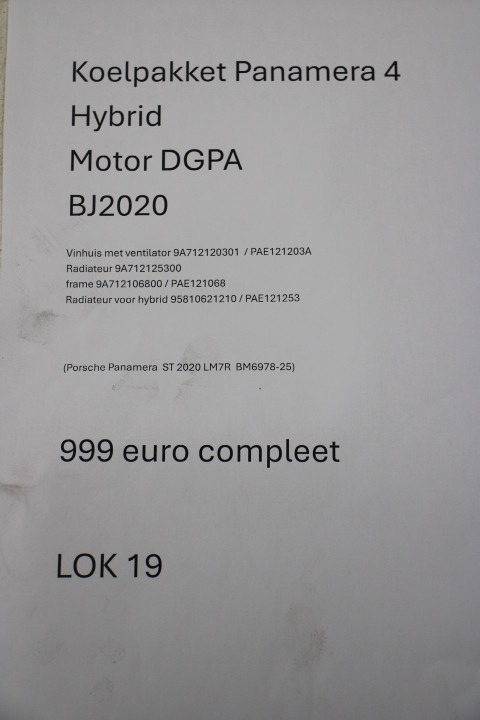 Koelpakket Panamera 4
Hybrid
Motor DGPA
BJ2020
Vinhuis met ventilator 9A712120301 / PAE121203A
Radiateur 9A712125300
frame 9A712106800 / PAE121068
Radiateur voor hybrid 95810621210 / PAE121253
(Porsche Panamera ST 2020 LM7R BM6978-25)
999 euro compleet
LOK 19